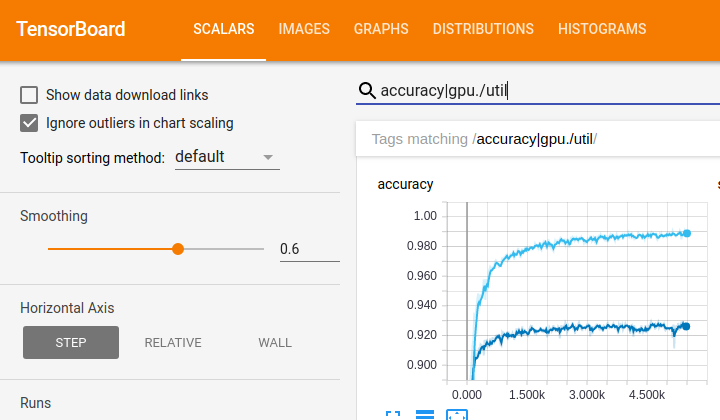 TensorBoard SCALARS IMAGES GRAPHS DISTRIBUTIONS HISTOGRAMS
Show data download links
Ignore outliers in chart scaling
Tooltip sorting method: default
Smoothing
0.6
Horizontal Axis
STEP RELATIVE WALL
Runs
accuracy|gpu./util
Tags matching /accuracy|gpu./util/
accuracy
1.00
0.980
0.960
0.940
0.920
0.900
0.000 1.500k 3.000k 4.500k